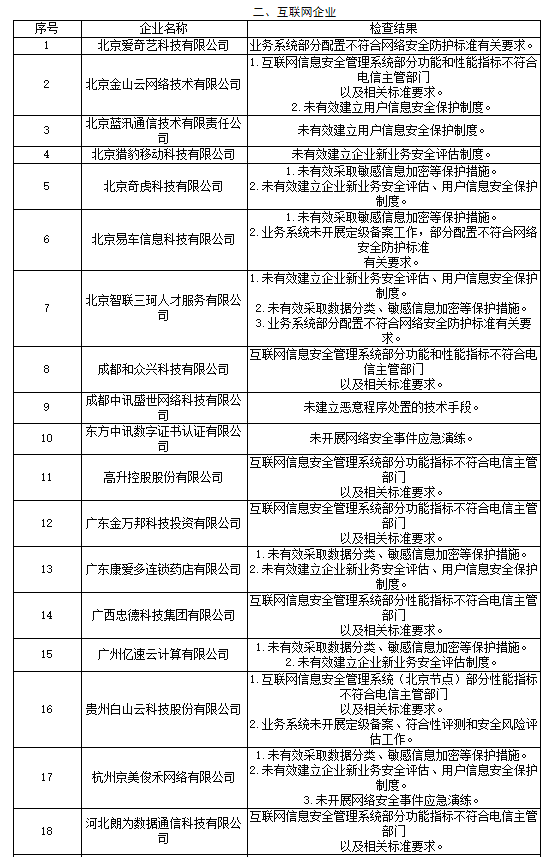 二、互联网企业
序号 企业名称 检查结果
1 北京爱奇艺科技有限公司 业务系统部分配置不符合网络安全防护标准有关要求。
2 北京金山云网络技术有限公司 1.互联网信息安全管理系统部分功能和性能指标不符合
电信主管部门
以及相关标准要求。
2.未有效建立用户信息安全保护制度。
3 北京蓝汛通信技术有限责任公
司 未有效建立用户信息安全保护制度。
4 北京猎豹移动科技有限公司 未有效建立企业新业务安全评估制度。
5 北京奇虎科技有限公司 1.未有效采取敏感信息加密等保护措施。
2.未有效建立企业新业务安全评估、用户信息安全保护
制度。
6 北京易车信息科技有限公司 1.未有效采取敏感信息加密等保护措施。
2.业务系统未开展定级备案工作，部分配置不符合网络
安全防护标准
有关要求。
7 北京智联三珂人才服务有限公
司 1.未有效建立企业新业务安全评估、用户信息安全保护
制度。
2.未有效采取数据分类、敏感信息加密等保护措施。
3.业务系统部分配置不符合网络安全防护标准有关要
求。
8 成都和众兴科技有限公司 互联网信息安全管理系统部分功能和性能指标不符合电
信主管部门
以及相关标准要求。
9 成都中讯盛世网络科技有限公
司 未建立恶意程序处置的技术手段。
10 东方中讯数字证书认证有限公
司 未开展网络安全事件应急演练。
11 高升控股股份有限公司 互联网信息安全管理系统部分功能指标不符合电信主管
部门
以及相关标准要求。
12 广东金万邦科技投资有限公司 互联网信息安全管理系统部分功能指标不符合电信主管
部门
以及相关标准要求。
13 广东康爱多连锁药店有限公司 1.未有效采取数据分类、敏感信息加密等保护措施。
2.未有效建立企业新业务安全评估、用户信息安全保护
制度。
14 广西忠德科技集团有限公司 互联网信息安全管理系统部分性能指标不符合电信主管
部门
以及相关标准要求。
15 广州亿速云计算有限公司 1.未有效采取数据分类、敏感信息加密等保护措施。
2.未有效建立企业新业务安全评估制度。
16 贵州白山云科技股份有限公司 1.互联网信息安全管理系统（北京节点）部分性能指标
不符合电信主管部门
以及相关标准要求。
2.业务系统未开展定级备案、符合性评测和安全风险评
估工作。
17 杭州京美俊禾网络有限公司 1.未有效采取数据分类、敏感信息加密等保护措施。
2.未有效建立企业新业务安全评估、用户信息安全保护
制度。
3.未开展网络安全事件应急演练。
18 河北朗为数据通信科技有限公
司 互联网信息安全管理系统部分功能指标不符合电信主管
部门
以及相关标准要求。